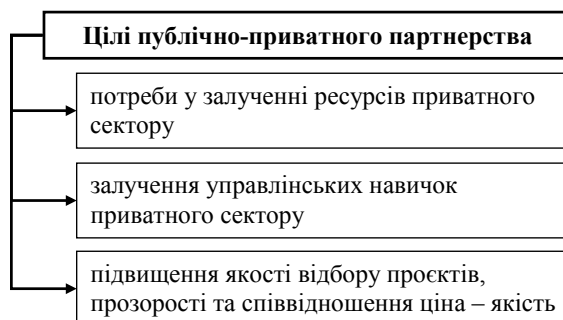 Цілі публічно-приватного партнерства
потреби у залученні ресурсів приватного
сектору
залучення управлінських навичок
приватного сектору
підвищення якості відбору проєктів,
прозорості та співвідношення ціна – якість